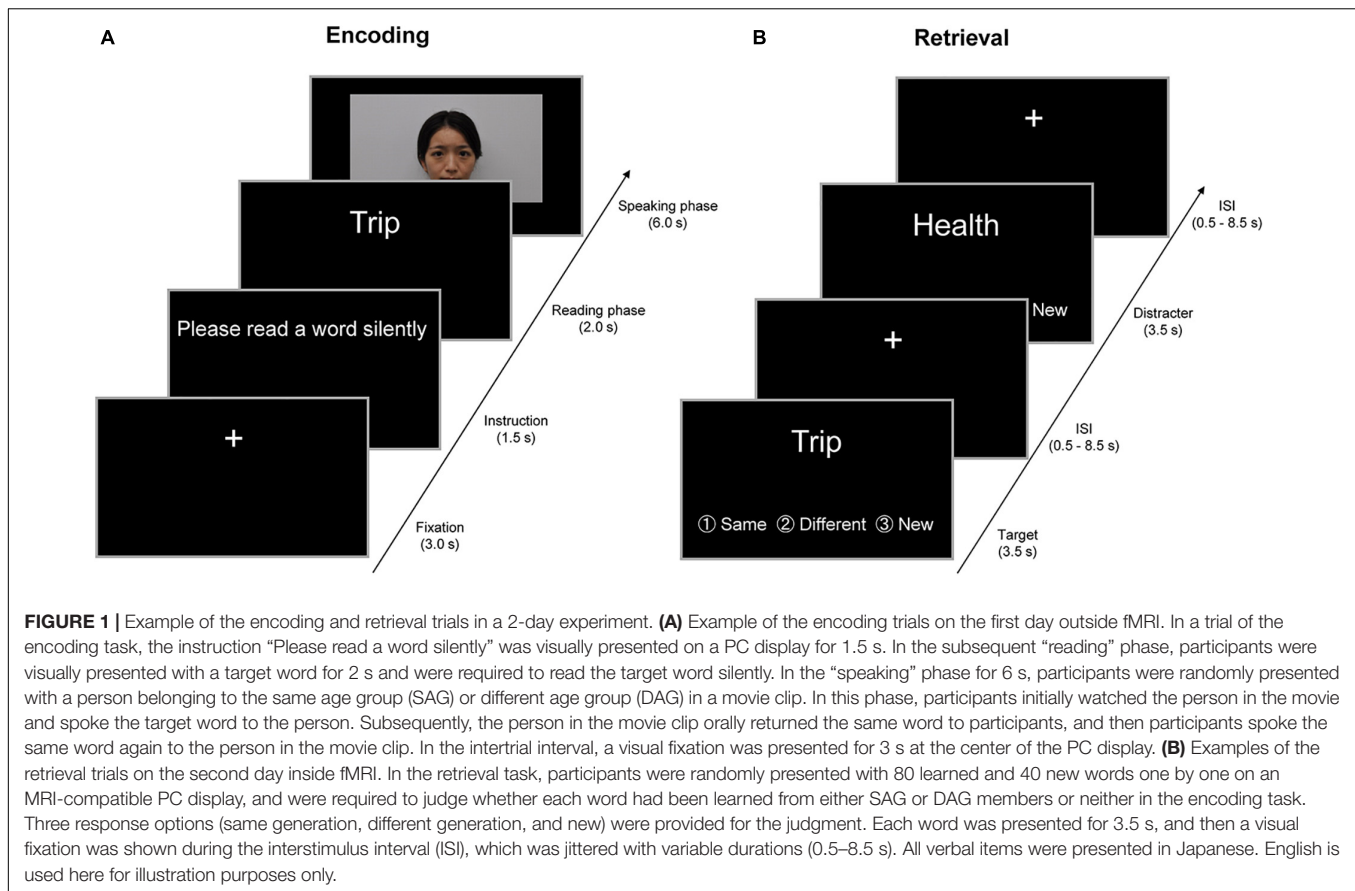 A
Encoding
Trip
Please read a word silently
+
Speaking phase
(6.0 s)
Reading phase
(2.0 s)
Instruction
(1.5 s)
Fixation
(3.0 s)
B
Retrieval
+
Health
New
+
Trip
① Same ② Different ③ New
ISI
(0.5 - 8.5 s)
Distracter
(3.5 s)
ISI
(0.5 - 8.5 s)
Target
(3.5 s)
FIGURE 1 | Example of the encoding and retrieval trials in a 2-day experiment. (A) Example of the encoding trials on the first day outside fMRI. In a trial of the
encoding task, the instruction “Please read a word silently” was visually presented on a PC display for 1.5 s. In the subsequent “reading” phase, participants were
visually presented with a target word for 2 s and were required to read the target word silently. In the “speaking” phase for 6 s, participants were randomly presented
with a person belonging to the same age group (SAG) or different age group (DAG) in a movie clip. In this phase, participants initially watched the person in the movie
and spoke the target word to the person. Subsequently, the person in the movie clip orally returned the same word to participants, and then participants spoke the
same word again to the person in the movie clip. In the intertrial interval, a visual fixation was presented for 3 s at the center of the PC display. (B) Examples of the
retrieval trials on the second day inside fMRI. In the retrieval task, participants were randomly presented with 80 learned and 40 new words one by one on an
MRI-compatible PC display, and were required to judge whether each word had been learned from either SAG or DAG members or neither in the encoding task.
Three response options (same generation, different generation, and new) were provided for the judgment. Each word was presented for 3.5 s, and then a visual
fixation was shown during the interstimulus interval (ISI), which was jittered with variable durations (0.5–8.5 s). All verbal items were presented in Japanese. English is
used here for illustration purposes only.